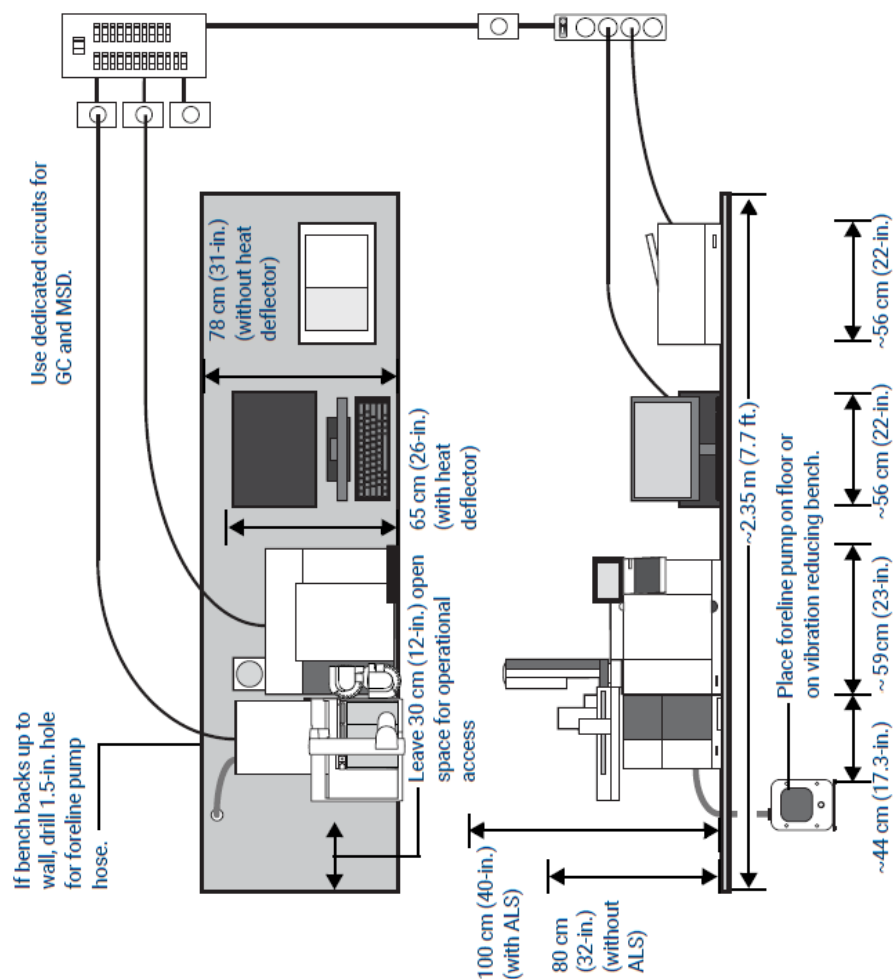 Use dedicated circuits for
GC and MSD.
If bench backs up to
wall, drill 1.5-in. hole
for foreline pump
hose.
78 cm (31-in.)
(without heat
deflector)
65 cm (26-in.)
(with heat
deflector)
Leave 30 cm (12-in.) open
space for operational
access
100 cm (40-in.)
(with ALS)
80 cm
(32-in.)
(without
ALS)
~2.35 m (7.7 ft.)
Place foreline pump on floor or
on vibration reducing bench.
~44 cm (17.3-in.)
~ 59cm (23-in.)
~56 cm (22-in.)
~56 cm (22-in.)